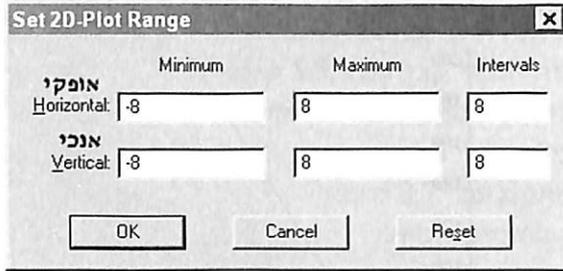 Set 2D-Plot Range
Minimum Maximum Intervals
אופקי
Horizontal: -8 8 8
אנכי
Vertical: -8 8 8
OK Cancel Reset